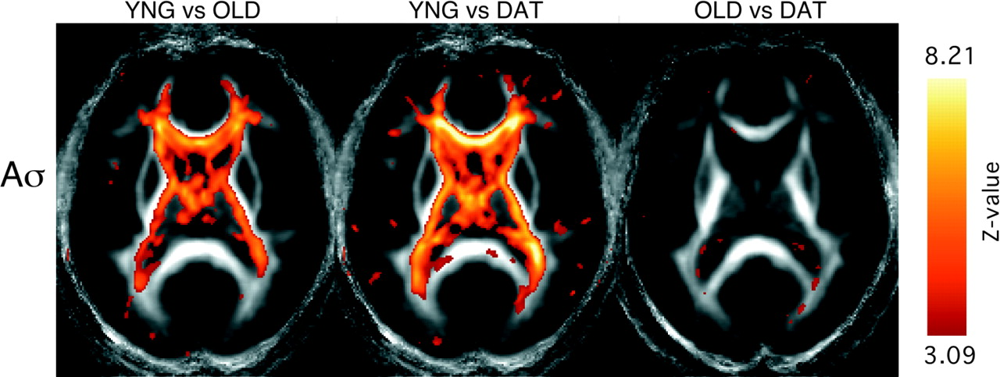 YNG vs OLD
YNG vs DAT
OLD vs DAT
8.21
Aσ
Z-value
3.09